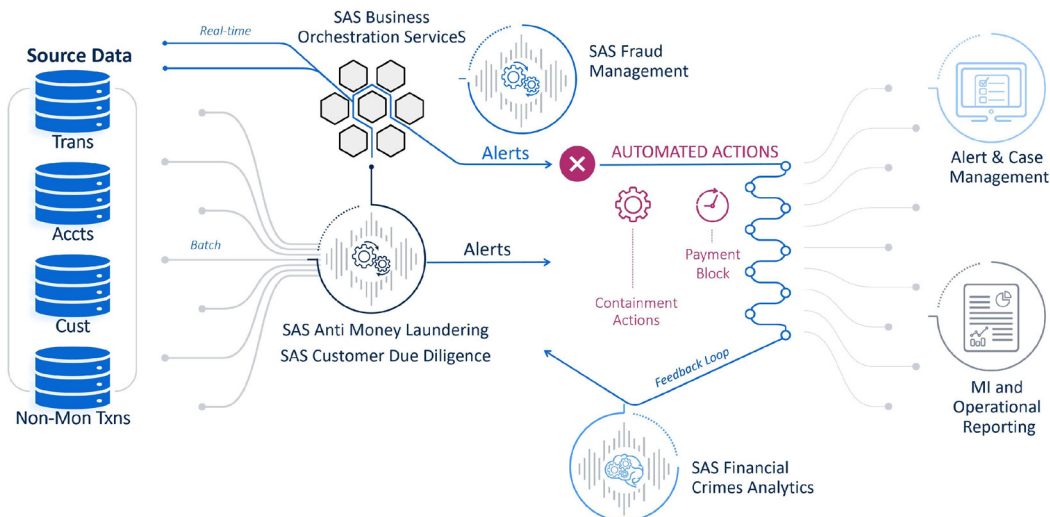 Source Data
Trans
Accts
Cust
Non-Mon Txns
Real-time
Batch
SAS Business
Orchestration ServiceS
SAS Fraud
Management
Alerts
Alerts
SAS Anti Money Laundering
SAS Customer Due Diligence
AUTOMATED ACTIONS
Containment
Actions
Payment
Block
Feedback Loop
SAS Financial
Crimes Analytics
Alert & Case
Management
MI and
Operational
Reporting